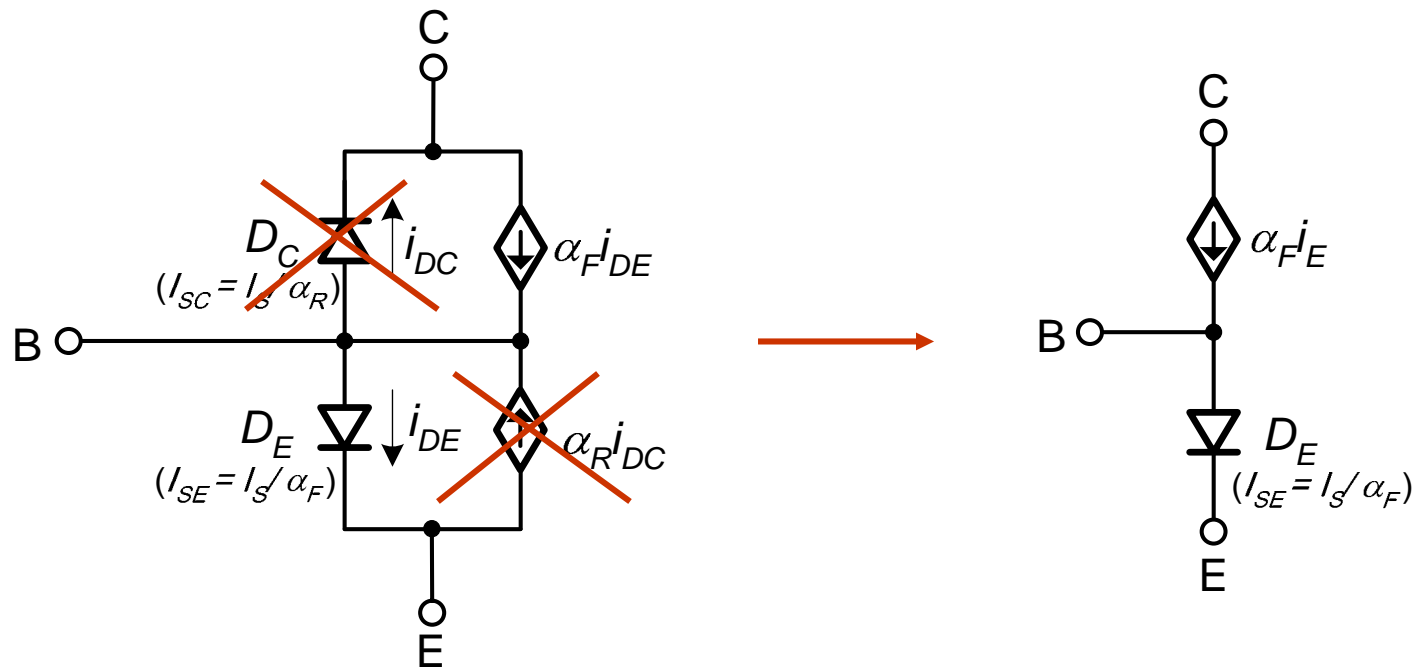 C
D_C
i_DC
α_F i_DE
(I_SC = I_S/α_R)
B
D_E
i_DE
α_R i_DC
(I_SE = I_S/α_F)
E
C
α_F i_E
B
D_E
(I_SE = I_S/α_F)
E